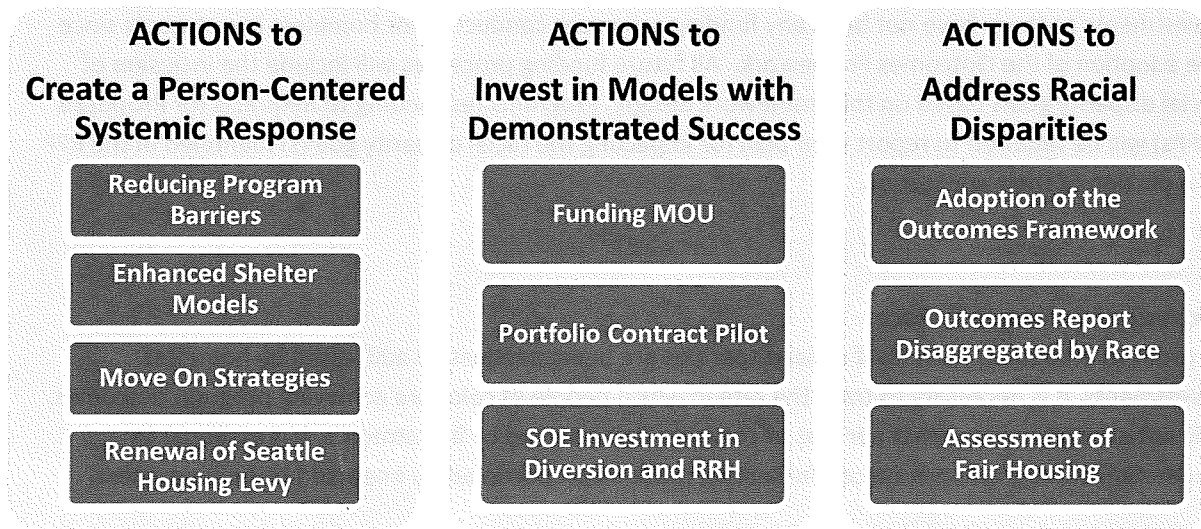 ACTIONS to
Create a Person-Centered
Systemic Response
Reducing Program
Barriers
Enhanced Shelter
Models
Move On Strategies
Renewal of Seattle
Housing Levy
ACTIONS to
Invest in Models with
Demonstrated Success
Funding MOU
Portfolio Contract Pilot
SOE Investment in
Diversion and RRH
ACTIONS to
Address Racial
Disparities
Adoption of the
Outcomes Framework
Outcomes Report
Disaggregated by Race
Assessment of
Fair Housing